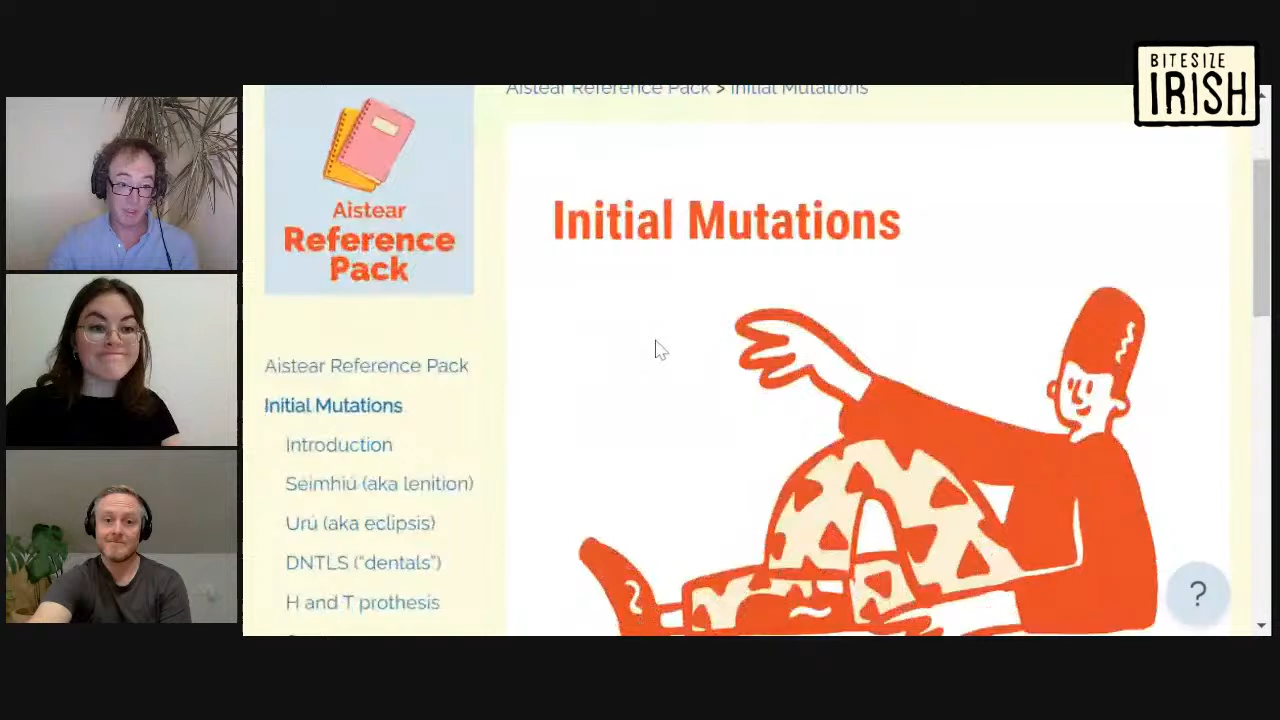 BITESIZE
IRISH
Aistear Reference Pack > Initial Mutations
Aistear
Reference
Pack
Initial Mutations
Aistear Reference Pack
Initial Mutations
Introduction
Séimhiú (aka lenition)
Urú (aka eclipsis)
DNTLS (“dentals”)
H and T prothesis
?